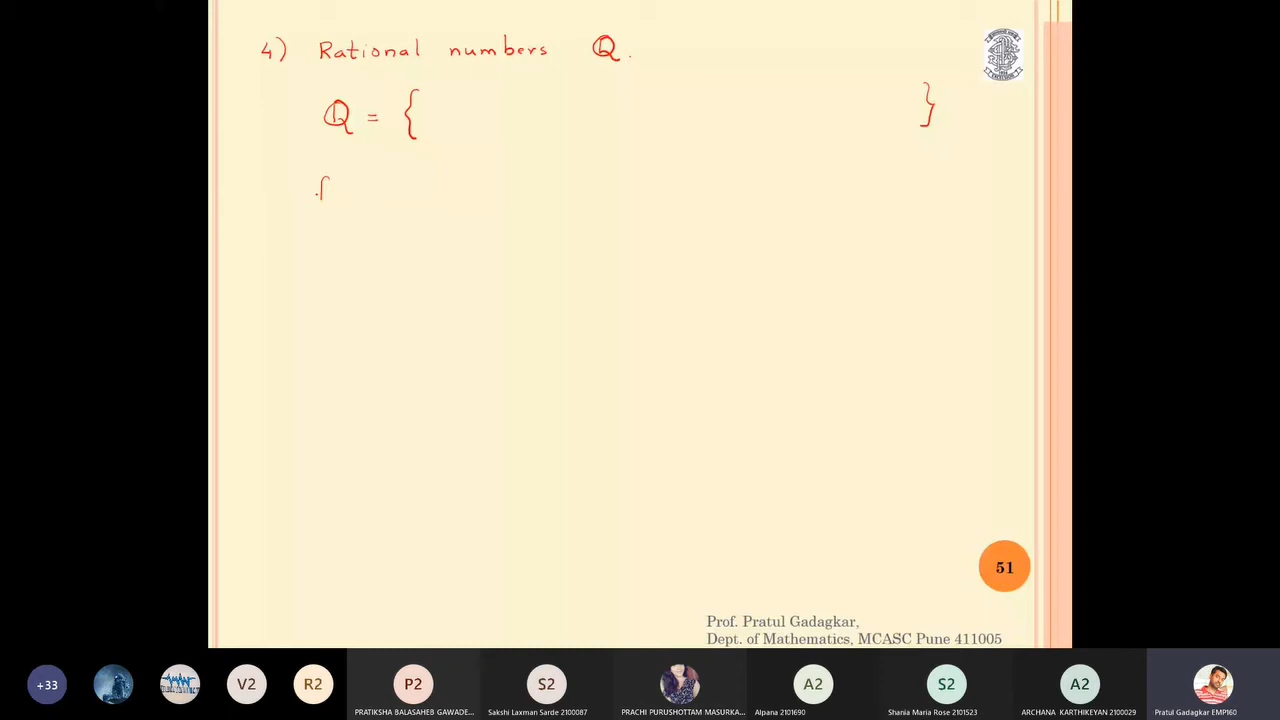 4) Rational numbers ℚ.
ℚ = { }
51
Prof. Pratul Gadagkar,
Dept. of Mathematics, MCASC Pune 411005
+33
V2
R2
P2
S2
A2
S2
A2
PRATIKSHA BALASAHEB GAWADE...
Sakshi Laxman Sarde 2100087
PRACHI PURUSHOTTAM MASURKA...
Alpana 2101690
Shania Maria Rose 2101523
ARCHANA KARTHIKEYAN 2100029
Pratul Gadagkar EMP160